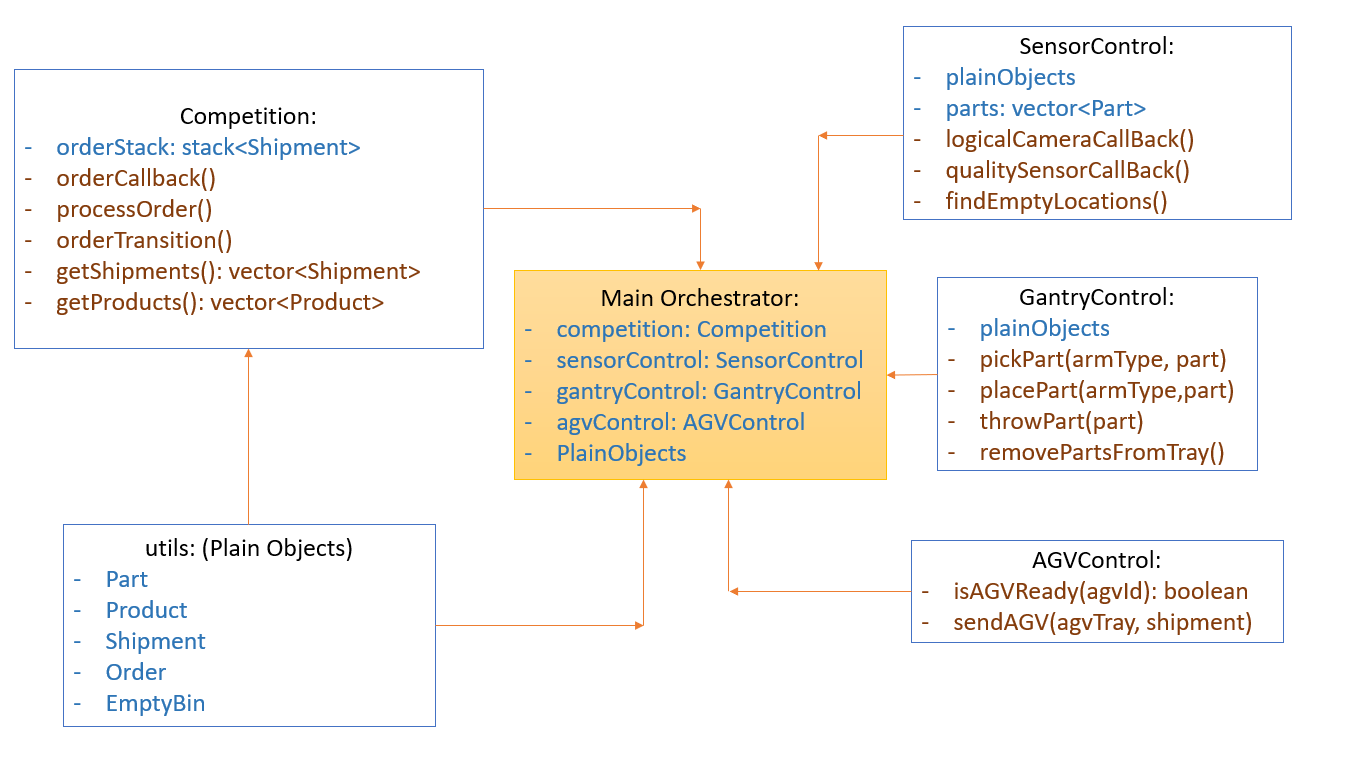 Competition:
- orderStack: stack<Shipment>
- orderCallback()
- processOrder()
- orderTransition()
- getShipments(): vector<Shipment>
- getProducts(): vector<Product>
SensorControl:
- plainObjects
- parts: vector<Part>
- logicalCameraCallBack()
- qualitySensorCallBack()
- findEmptyLocations()
Main Orchestrator:
- competition: Competition
- sensorControl: SensorControl
- gantryControl: GantryControl
- agvControl: AGVControl
- PlainObjects
GantryControl:
- plainObjects
- pickPart(armType, part)
- placePart(armType,part)
- throwPart(part)
- removePartsFromTray()
utils: (Plain Objects)
- Part
- Product
- Shipment
- Order
- EmptyBin
AGVControl:
- isAGVReady(agvId): boolean
- sendAGV(agvTray, shipment)